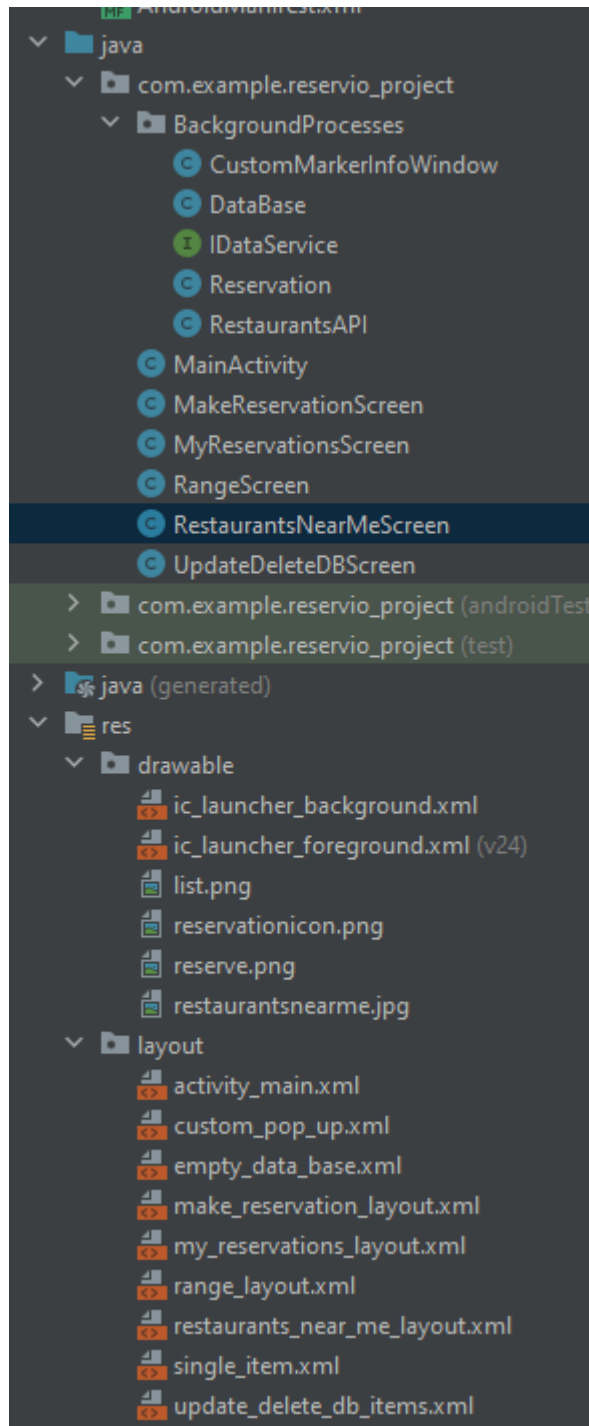 AndroidManifest.xml
java
com.example.reservio_project
BackgroundProcesses
CustomMarkerInfoWindow
DataBase
IDataService
Reservation
RestaurantsAPI
MainActivity
MakeReservationScreen
MyReservationsScreen
RangeScreen
RestaurantsNearMeScreen
UpdateDeleteDBScreen
com.example.reservio_project (androidTest
com.example.reservio_project (test)
java (generated)
res
drawable
ic_launcher_background.xml
ic_launcher_foreground.xml (v24)
list.png
reservationicon.png
reserve.png
restaurantsnearme.jpg
layout
activity_main.xml
custom_pop_up.xml
empty_data_base.xml
make_reservation_layout.xml
my_reservations_layout.xml
range_layout.xml
restaurants_near_me_layout.xml
single_item.xml
update_delete_db_items.xml